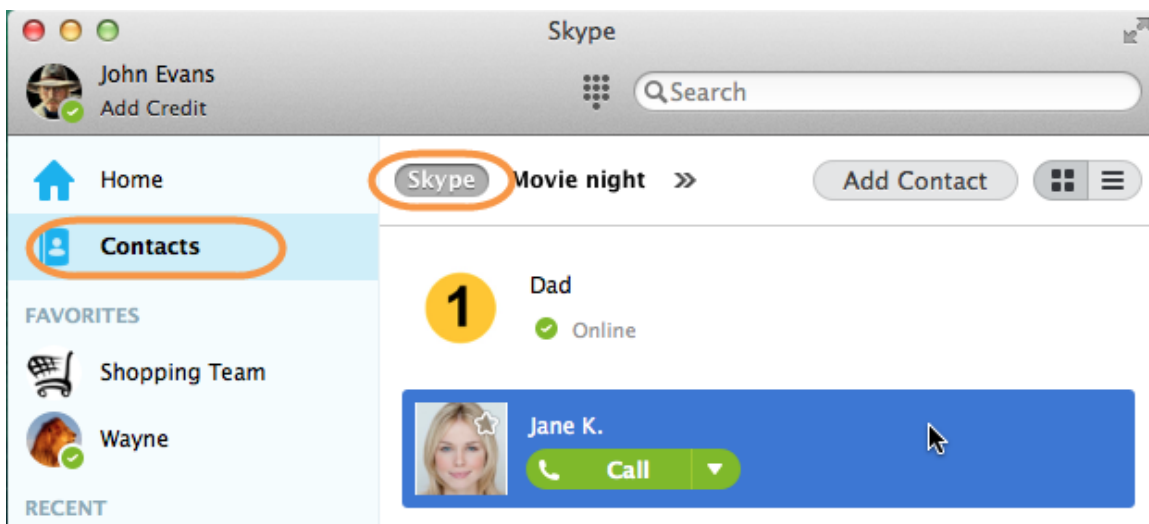 Skype
John Evans
Add Credit
Search
Home
Contacts
FAVORITES
Shopping Team
Wayne
RECENT
Skype Movie night » Add Contact
1
Dad
Online
Jane K.
Call